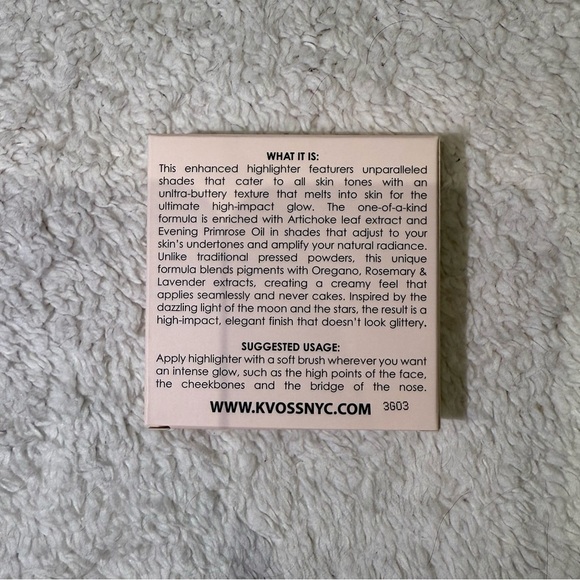 WHAT IT IS:
This enhanced highlighter featurers unparalleled
shades that cater to all skin tones with an
unltra-buttery texture that melts into skin for the
ultimate high-impact glow. The one-of-a-kind
formula is enriched with Artichoke leaf extract and
Evening Primrose Oil in shades that adjust to your
skin's undertones and amplify your natural radiance.
Unlike traditional pressed powders, this unique
formula blends pigments with Oregano, Rosemary &
Lavender extracts, creating a creamy feel that
applies seamlessly and never cakes. Inspired by the
dazzling light of the moon and the stars, the result is a
high-impact, elegant finish that doesn't look glittery.
SUGGESTED USAGE:
Apply highlighter with a soft brush wherever you want
an intense glow, such as the high points of the face,
the cheekbones and the bridge of the nose.
WWW.KVOSSNYC.COM 3G03